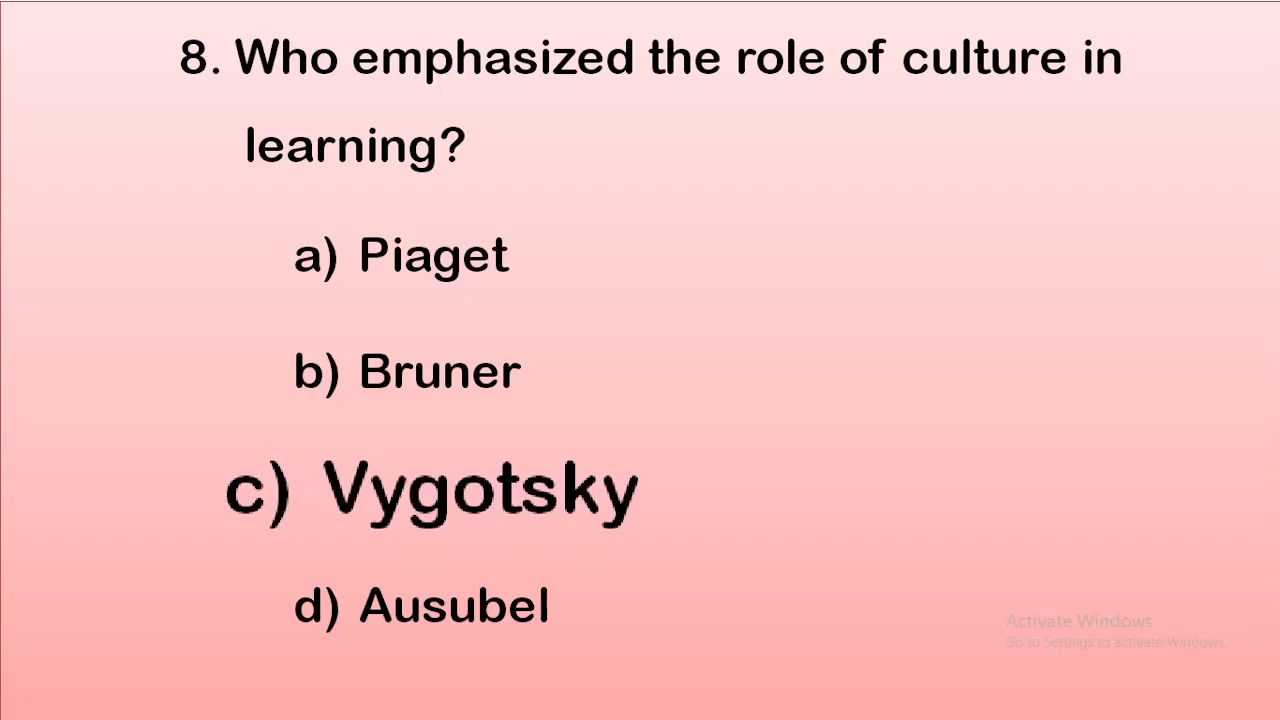 8. Who emphasized the role of culture in
learning?
a) Piaget
b) Bruner
c) Vygotsky
d) Ausubel
Activate Windows
Go to Settings to activate Windows.